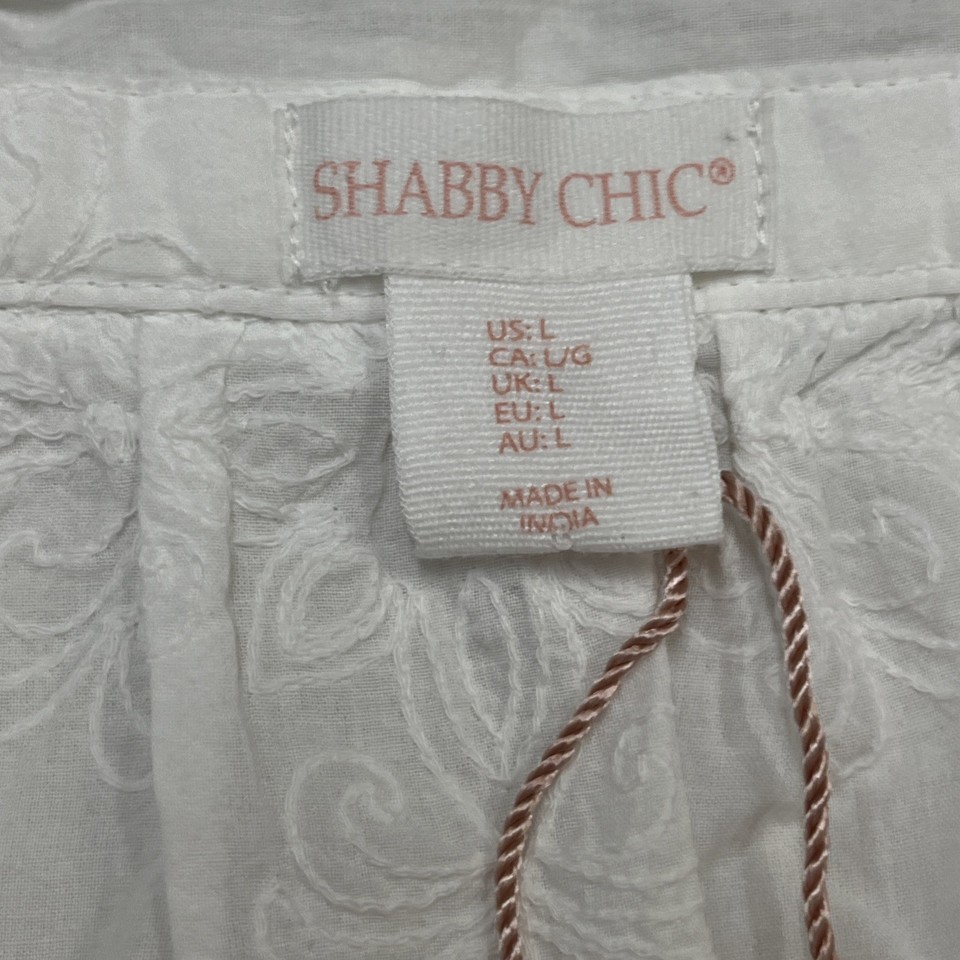 SHABBY CHIC®
US: L
CA: L/G
UK: L
EU: L
AU: L
MADE IN
INDIA